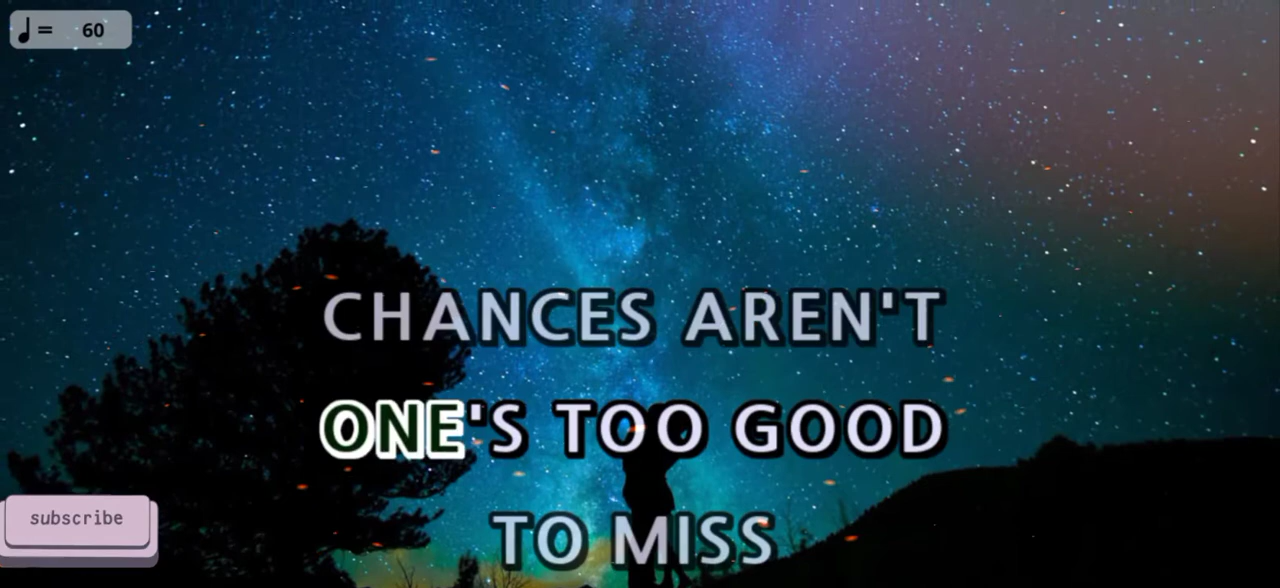 ♩ = 60
CHANCES AREN'T
ONE'S TOO GOOD
TO MISS
subscribe